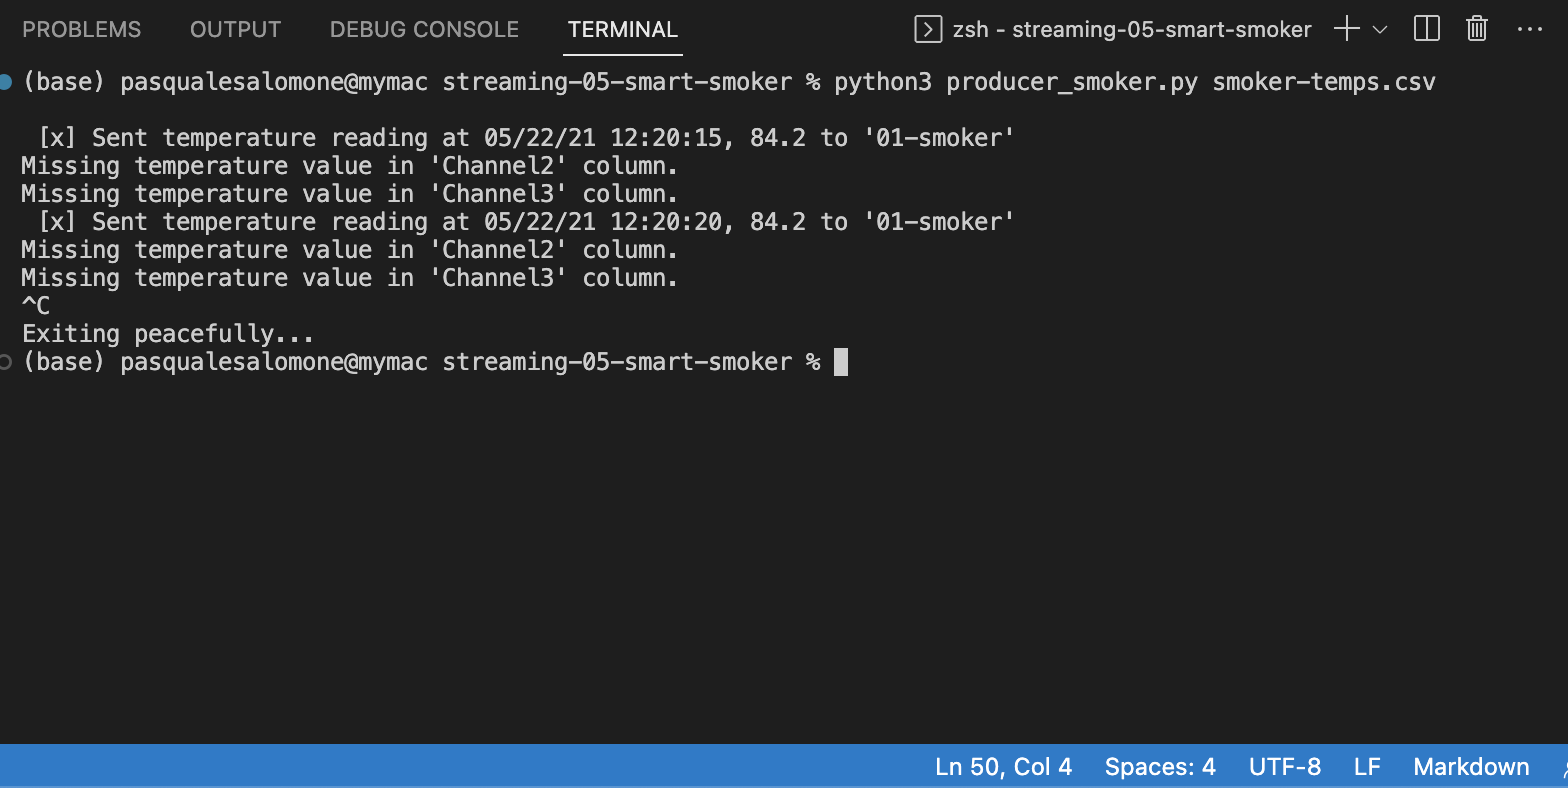 PROBLEMS OUTPUT DEBUG CONSOLE TERMINAL zsh - streaming-05-smart-smoker
(base) pasqualesalomone@mymac streaming-05-smart-smoker % python3 producer_smoker.py smoker-temps.csv
[x] Sent temperature reading at 05/22/21 12:20:15, 84.2 to '01-smoker'
Missing temperature value in 'Channel2' column.
Missing temperature value in 'Channel3' column.
[x] Sent temperature reading at 05/22/21 12:20:20, 84.2 to '01-smoker'
Missing temperature value in 'Channel2' column.
Missing temperature value in 'Channel3' column.
^C
Exiting peacefully...
(base) pasqualesalomone@mymac streaming-05-smart-smoker %
Ln 50, Col 4 Spaces: 4 UTF-8 LF Markdown